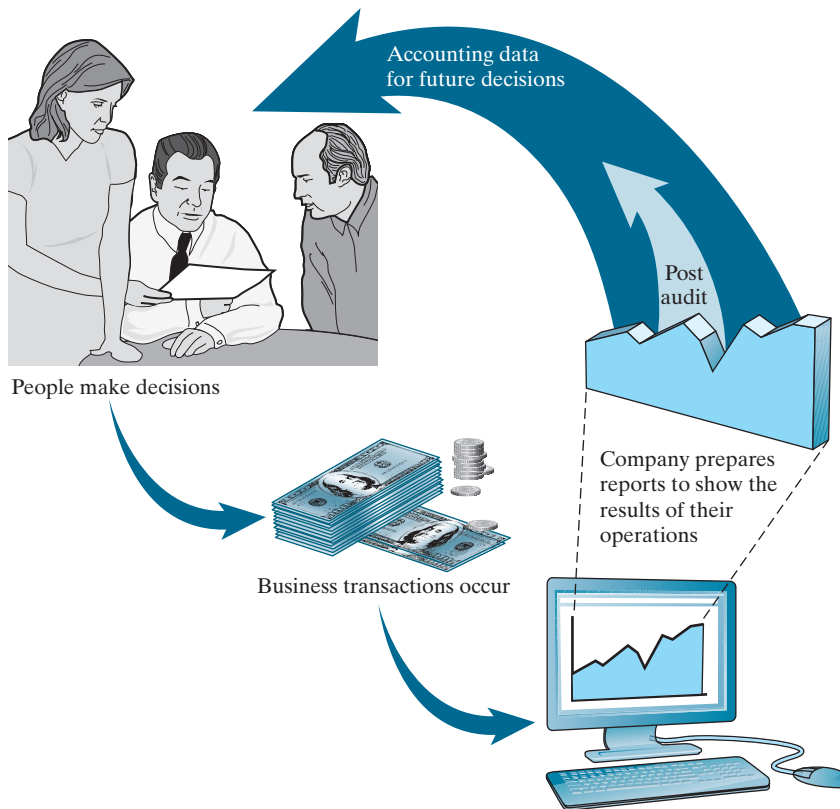 Accounting data
for future decisions
Post
audit
People make decisions
Company prepares
reports to show the
results of their
operations
Business transactions occur